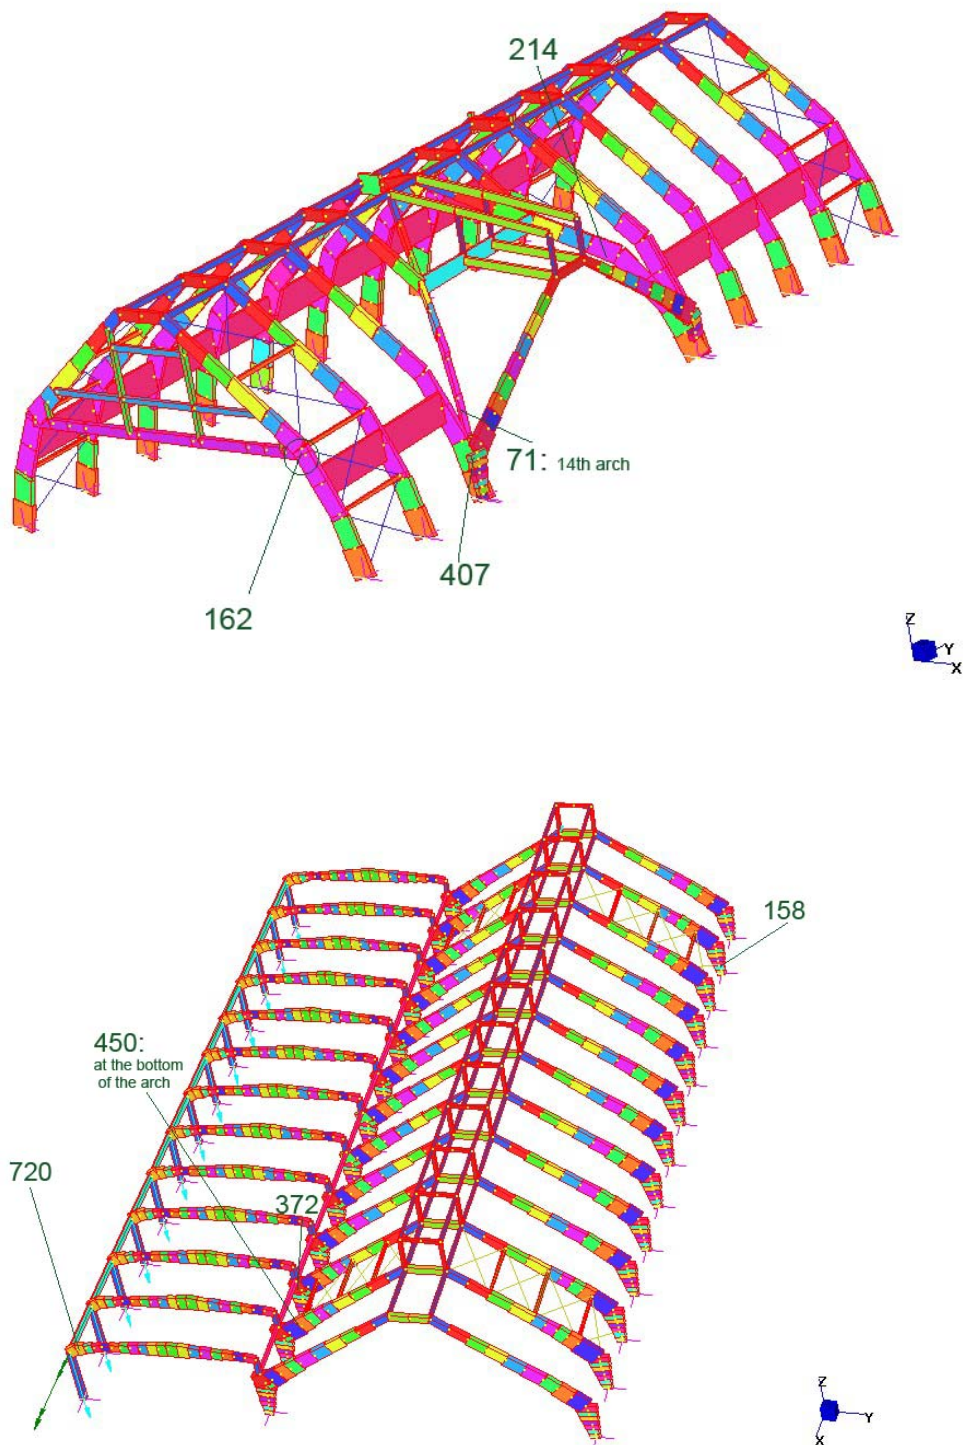 214
71: 14th arch
407
162
Z
Y
X
158
450:
at the bottom
of the arch
720
372
Z
Y
X